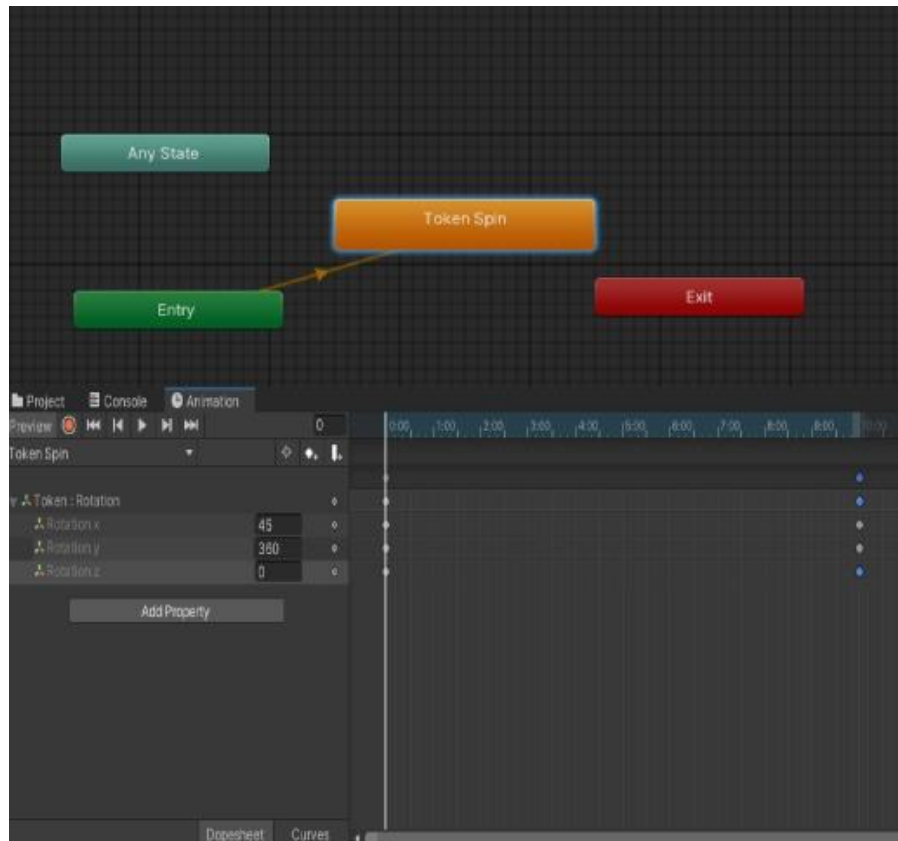 Any State
Token Spin
Entry
Exit
Project Console Animation
Preview 0 0:00 1:00 2:00 3:00 4:00 5:00 6:00 7:00 8:00 10:00
Token Spin
Token : Rotation
Rotation.x 45
Rotation.y 360
Rotation.z 0
Add Property
Dopesheet Curves